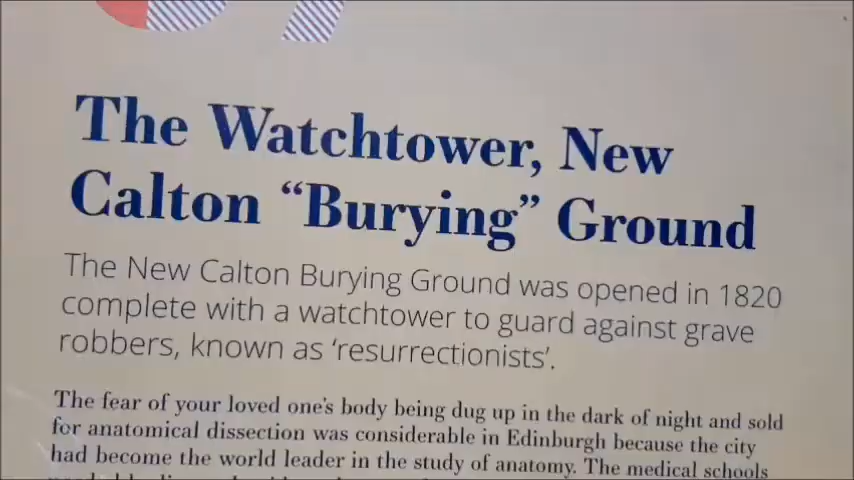 The Watchtower, New
Calton “Burying” Ground
The New Calton Burying Ground was opened in 1820
complete with a watchtower to guard against grave
robbers, known as ‘resurrectionists’.
The fear of your loved one's body being dug up in the dark of night and sold
for anatomical dissection was considerable in Edinburgh because the city
had become the world leader in the study of anatomy. The medical schools